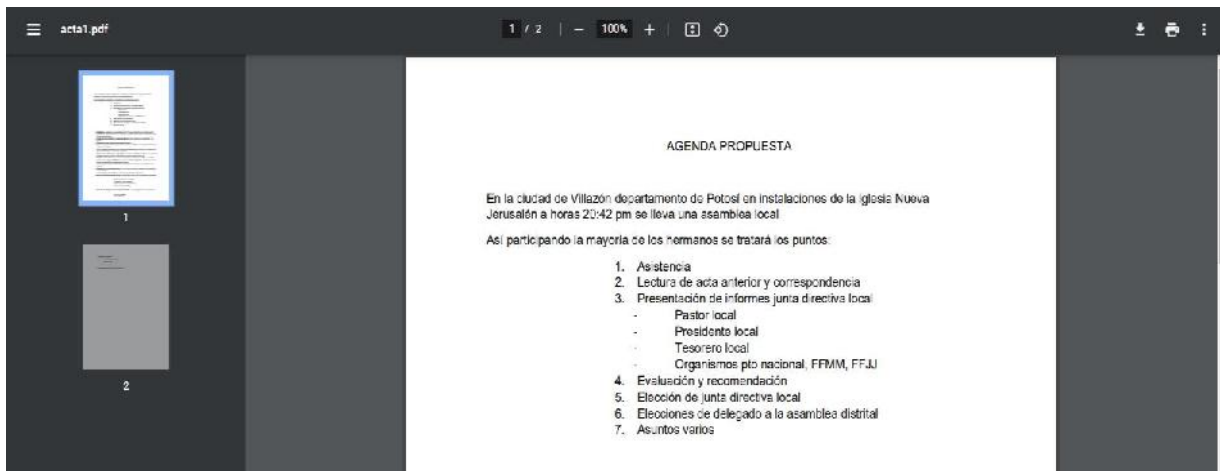 acta1.pdf
1 / 2 | − 100% + |
AGENDA PROPUESTA
En la ciudad de Villazón departamento de Potosí en instalaciones de la iglesia Nueva
Jerusalén a horas 20:42 pm se lleva una asamblea local
Así participando la mayoría de los hermanos se tratará los puntos:
1. Asistencia
2. Lectura de acta anterior y correspondencia
3. Presentación de informes junta directiva local
- Pastor local
- Presidente local
- Tesorero local
- Organismos pto nacional, FFMM, FFJJ
4. Evaluación y recomendación
5. Elección de junta directiva local
6. Elecciones de delegado a la asamblea distrital
7. Asuntos varios
1
2